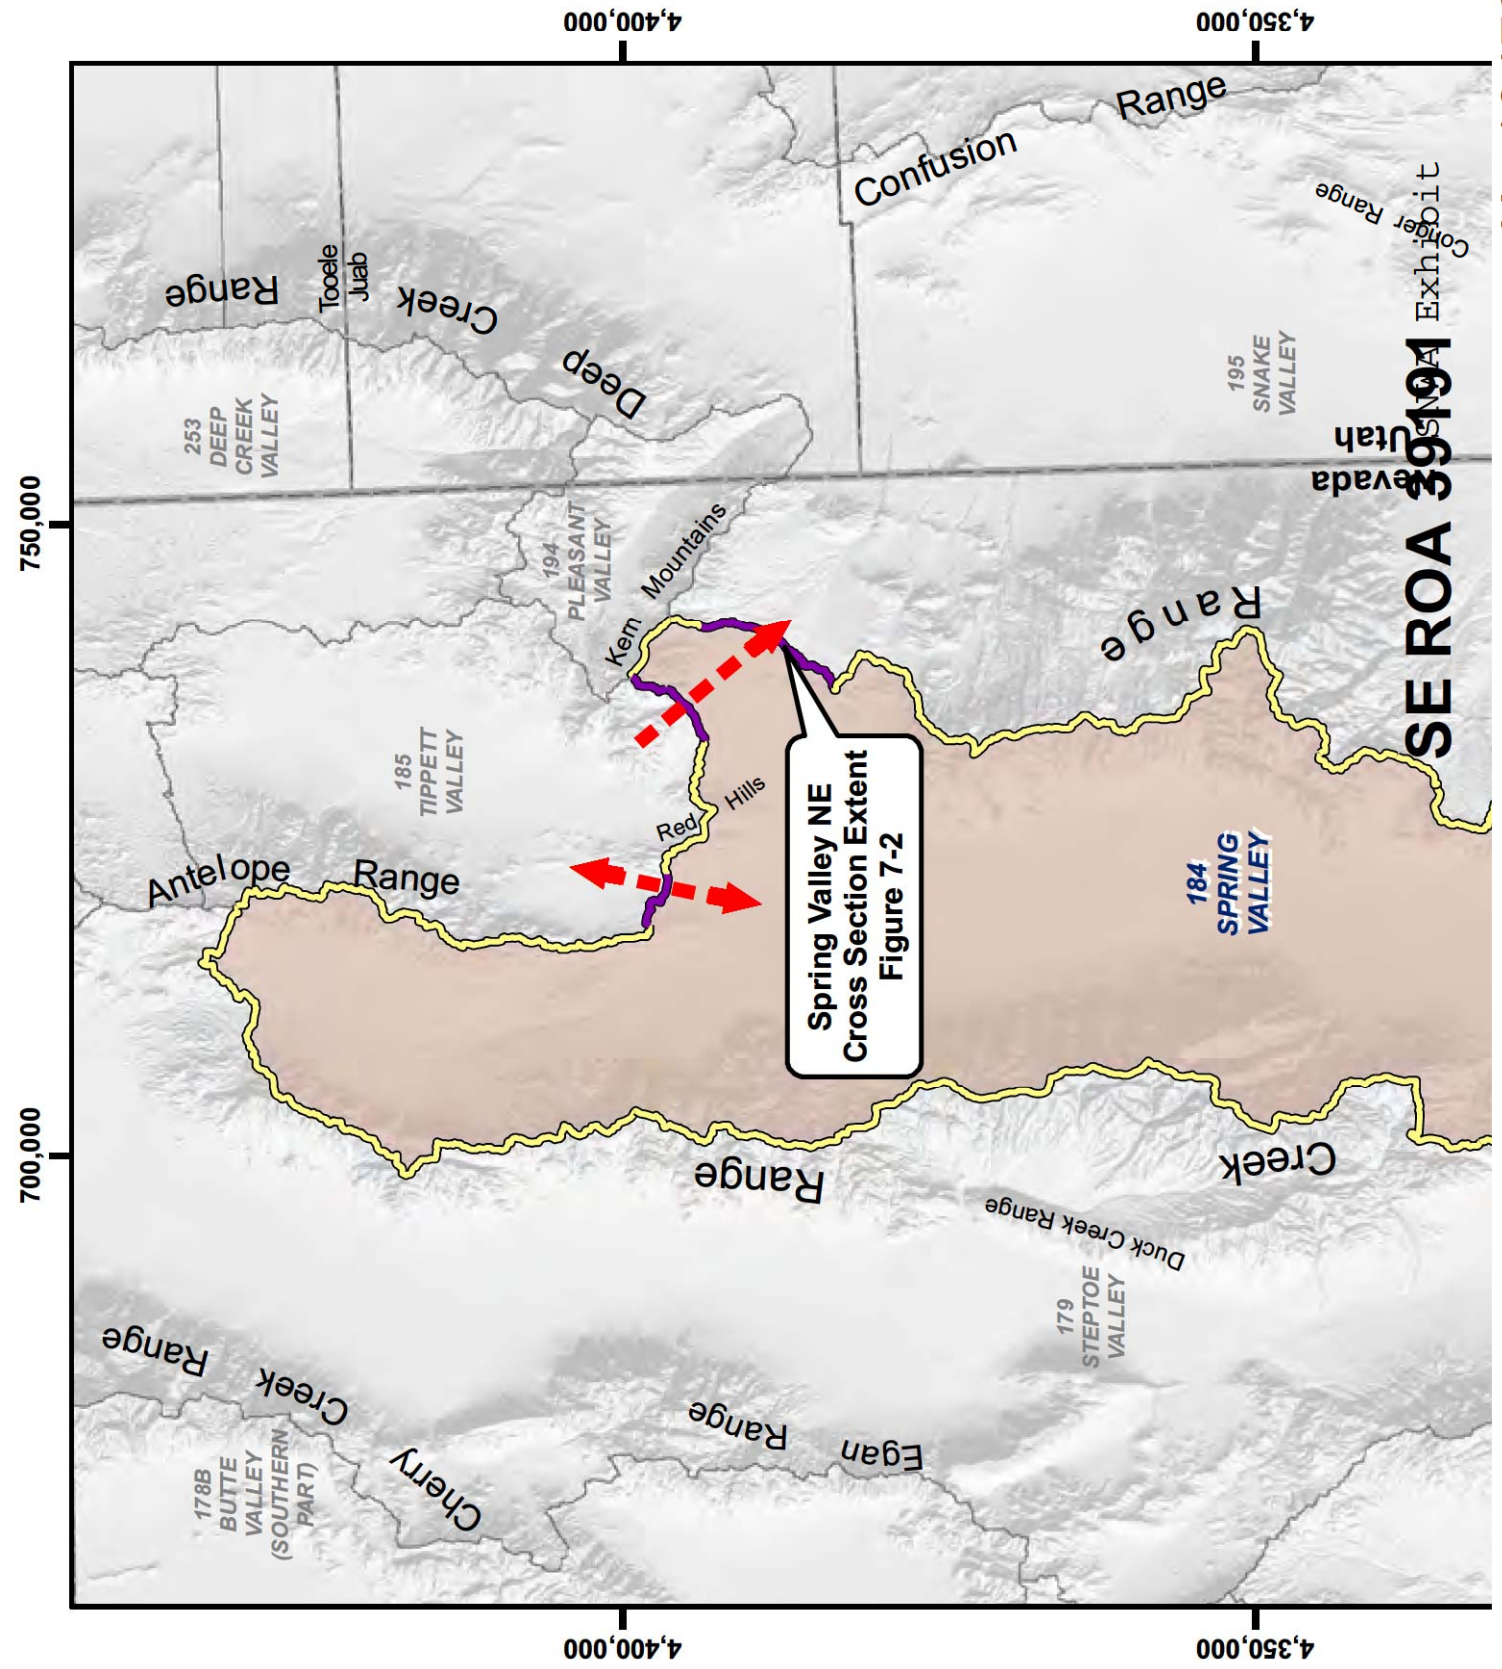 4,400,000
4,350,000
750,000
700,000
4,400,000
4,350,000
Confusion Range
Conger Range
Range
Creek
Deep
Tooele
Juab
253
DEEP
CREEK
VALLEY
195
SNAKE
VALLEY
Utah
evada
SE ROA 39191
SNWA Exhibit
194
PLEASANT
VALLEY
Kern Mountains
Range
185
TIPPETT
VALLEY
Red Hills
Antelope Range
Spring Valley NE
Cross Section Extent
Figure 7-2
184
SPRING
VALLEY
Range
Creek
Duck Creek Range
179
STEPTOE
VALLEY
Cherry Creek Range
Egan Range
178B
BUTTE
VALLEY
(SOUTHERN
PART)